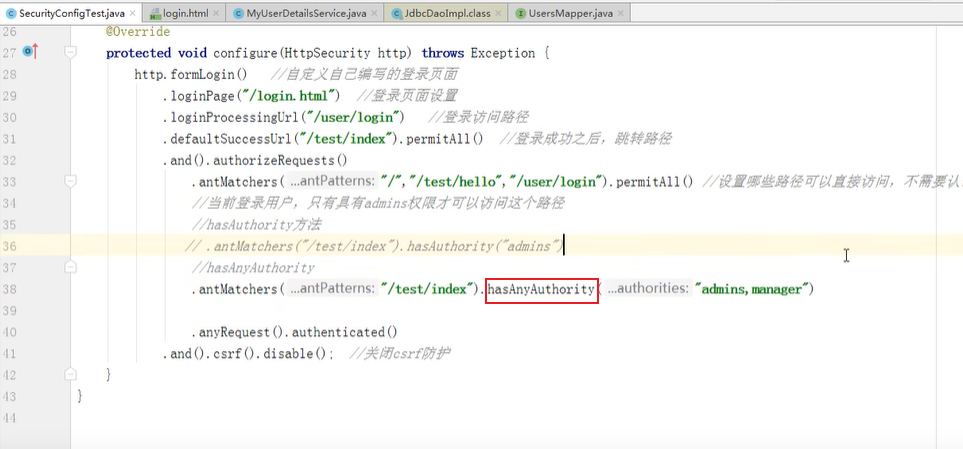 SecurityConfigTest.java × login.html × MyUserDetailsService.java × JdbcDaoImpl.class × UsersMapper.java ×
26 @Override
27 protected void configure(HttpSecurity http) throws Exception {
28 http.formLogin() //自定义自己编写的登录页面
29 .loginPage("/login.html") //登录页面设置
30 .loginProcessingUrl("/user/login") //登录访问路径
31 .defaultSuccessUrl("/test/index").permitAll() //登录成功之后，跳转路径
32 .and().authorizeRequests()
33 .antMatchers( ...antPatterns: "/","/test/hello","/user/login").permitAll() //设置哪些路径可以直接访问，不需要认
34 //当前登录用户，只有具有admins权限才可以访问这个路径
35 //hasAuthority方法
36 // .antMatchers("/test/index").hasAuthority("admins")
37 //hasAnyAuthority
38 .antMatchers( ...antPatterns: "/test/index").hasAnyAuthority( ...authorities: "admins,manager")
39
40 .anyRequest().authenticated()
41 .and().csrf().disable(); //关闭csrf防护
42 }
43 }
44